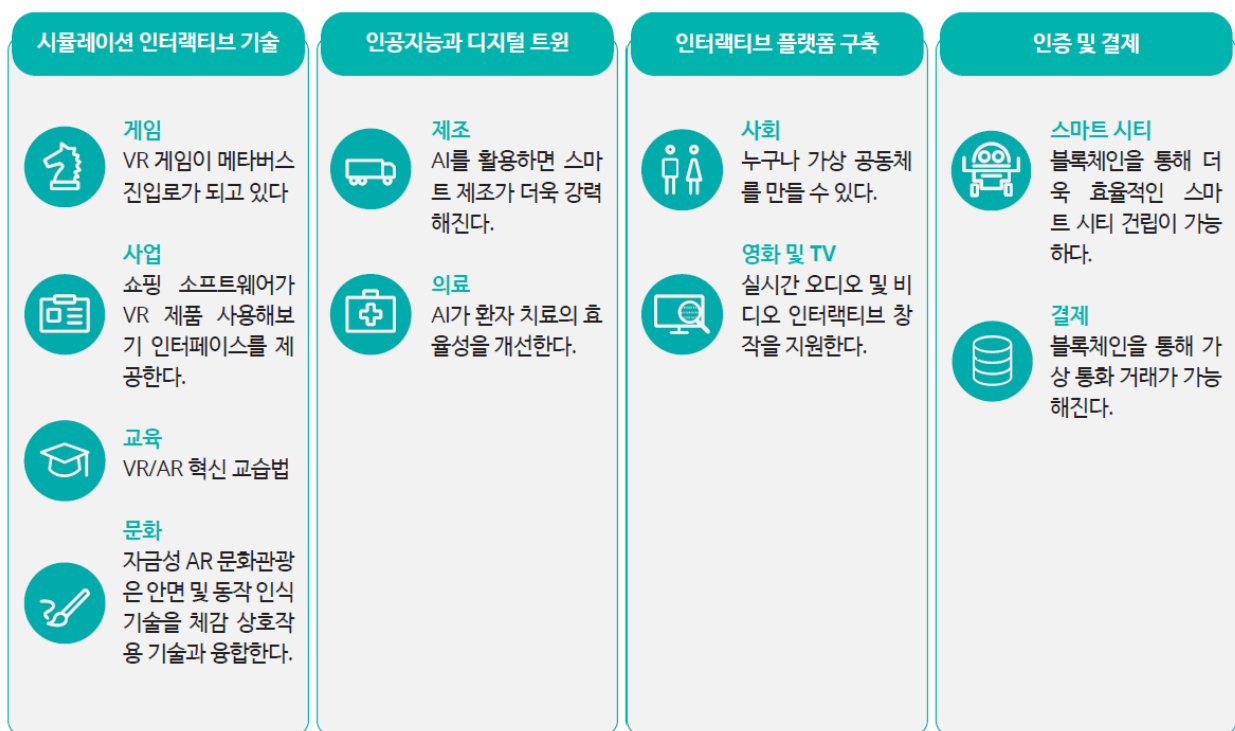 시뮬레이션 인터랙티브 기술
게임
VR 게임이 메타버스
진입로가 되고 있다
사업
쇼핑 소프트웨어가
VR 제품 사용해보
기 인터페이스를 제
공한다.
교육
VR/AR 혁신 교습법
문화
자금성 AR 문화관광
은 안면 및 동작 인식
기술을 체감 상호작
용 기술과 융합한다.
인공지능과 디지털 트윈
제조
AI를 활용하면 스마
트 제조가 더욱 강력
해진다.
의료
AI가 환자 치료의 효
율성을 개선한다.
인터랙티브 플랫폼 구축
사회
누구나 가상 공동체
를 만들 수 있다.
영화 및 TV
실시간 오디오 및 비
디오 인터랙티브 창
작을 지원한다.
인증 및 결제
스마트 시티
블록체인을 통해 더
욱 효율적인 스마
트 시티 건립이 가능
하다.
결제
블록체인을 통해 가
상 통화 거래가 가능
해진다.